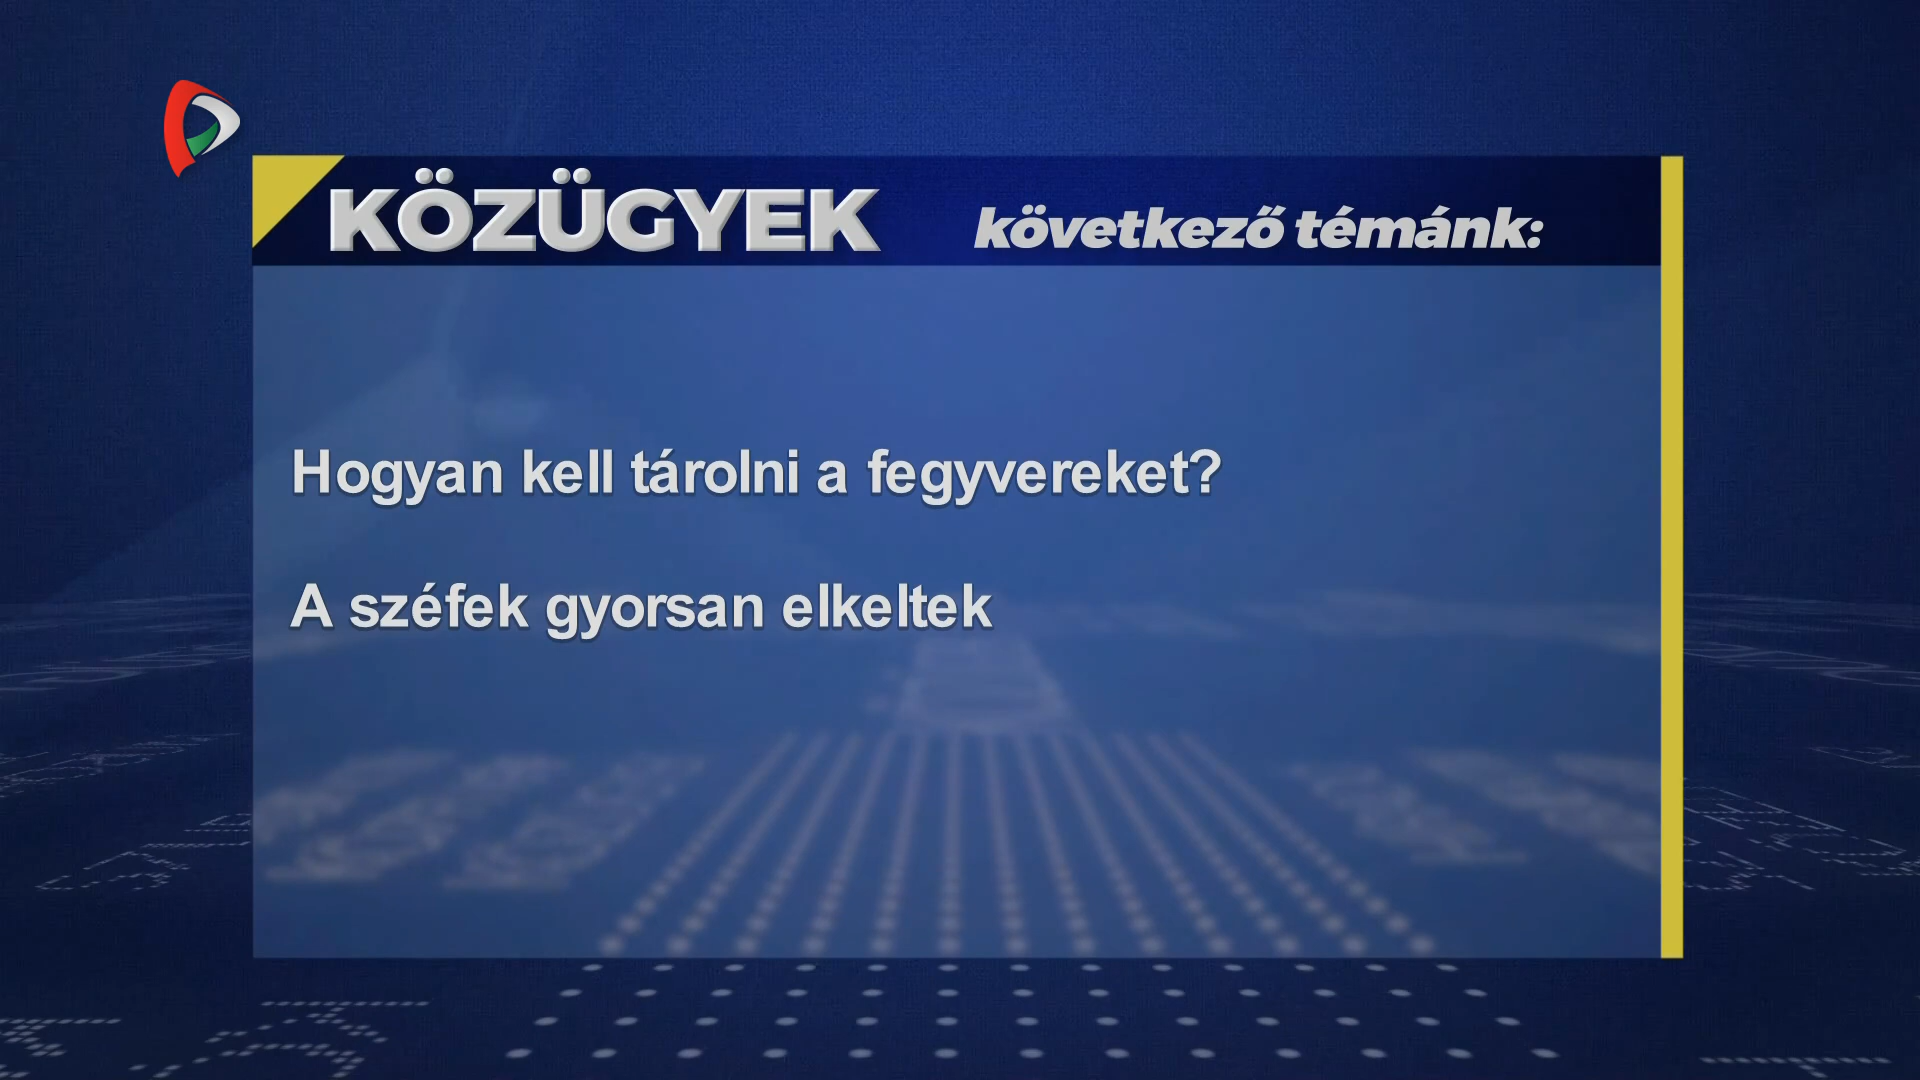 KÖZÜGYEK következő témánk:
Hogyan kell tárolni a fegyvereket?
A széfek gyorsan elkeltek